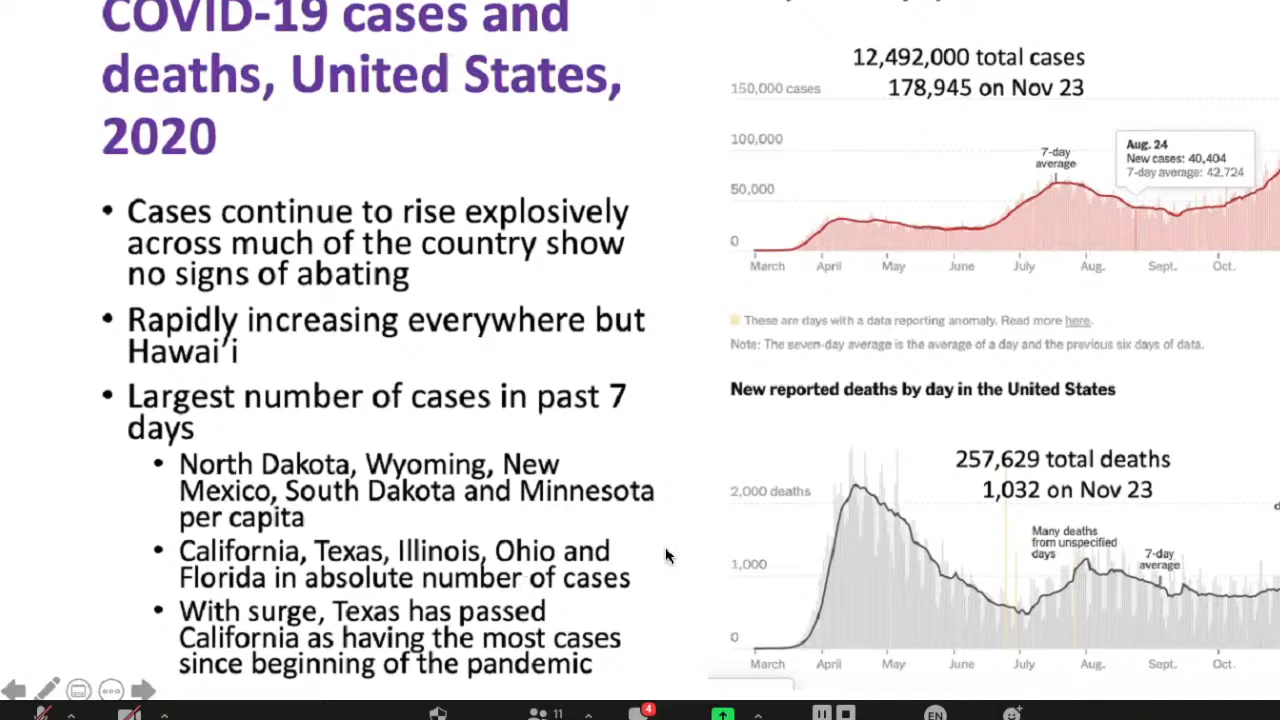 COVID-19 cases and
deaths, United States,
2020
• Cases continue to rise explosively
across much of the country show
no signs of abating
• Rapidly increasing everywhere but
Hawai’i
• Largest number of cases in past 7
days
• North Dakota, Wyoming, New
Mexico, South Dakota and Minnesota
per capita
• California, Texas, Illinois, Ohio and
Florida in absolute number of cases
• With surge, Texas has passed
California as having the most cases
since beginning of the pandemic
12,492,000 total cases
178,945 on Nov 23
150,000 cases
100,000
50,000
0
7-day
average
Aug. 24
New cases: 40,404
7-day average: 42,724
March April May June July Aug. Sept. Oct.
These are days with a data reporting anomaly. Read more here.
Note: The seven-day average is the average of a day and the previous six days of data.
New reported deaths by day in the United States
257,629 total deaths
1,032 on Nov 23
2,000 deaths
1,000
0
Many deaths
from unspecified
days
7-day
average
March April May June July Aug. Sept. Oct.
4
11
EN